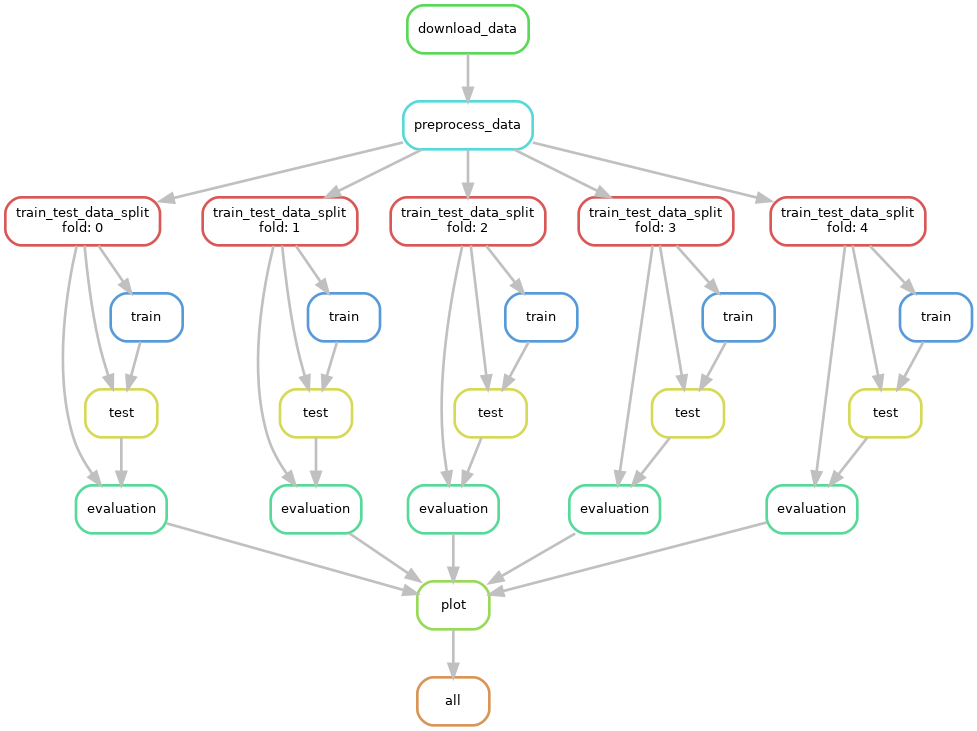 download_data
preprocess_data
train_test_data_split
fold: 0
train_test_data_split
fold: 1
train_test_data_split
fold: 2
train_test_data_split
fold: 3
train_test_data_split
fold: 4
train
train
train
train
train
test
test
test
test
test
evaluation
evaluation
evaluation
evaluation
evaluation
plot
all